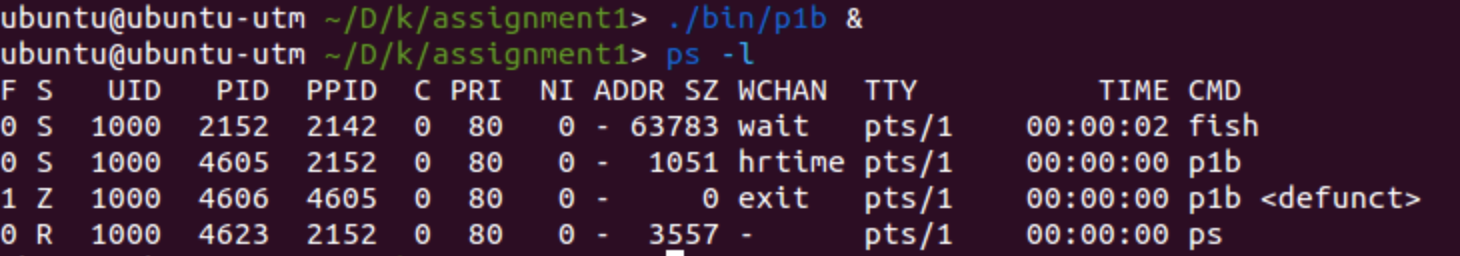 ubuntu@ubuntu-utm ~/D/k/assignment1> ./bin/p1b &
ubuntu@ubuntu-utm ~/D/k/assignment1> ps -l
F S   UID     PID    PPID  C PRI  NI ADDR SZ WCHAN  TTY          TIME CMD
0 S  1000    2152    2142  0  80   0 - 63783 wait   pts/1    00:00:02 fish
0 S  1000    4605    2152  0  80   0 -  1051 hrtime pts/1    00:00:00 p1b
1 Z  1000    4606    4605  0  80   0 -     0 exit   pts/1    00:00:00 p1b <defunct>
0 R  1000    4623    2152  0  80   0 -  3557 -      pts/1    00:00:00 ps